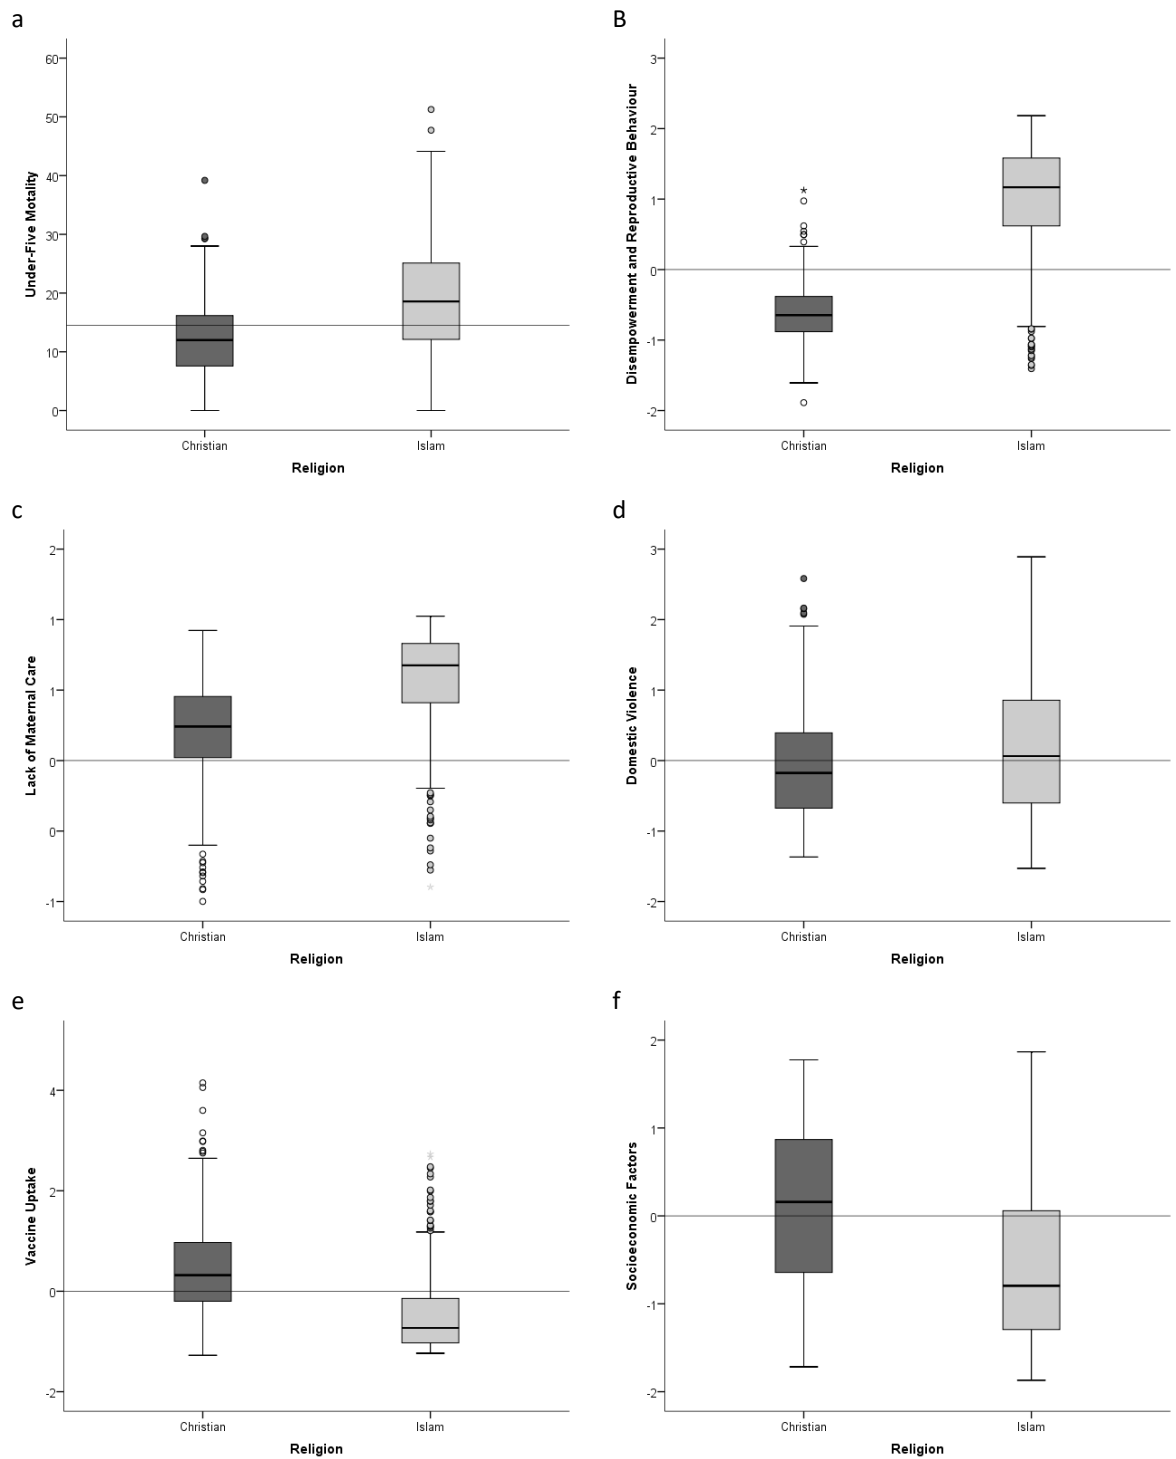 a
60
50
40
30
20
10
0
Under-Five Motality
Christian
Islam
Religion
B
3
2
1
0
-1
-2
Disempowerment and Reproductive Behaviour
Christian
Islam
Religion
c
2
1
1
0
0
-1
Lack of Maternal Care
Christian
Islam
Religion
d
3
2
1
0
-1
-2
Domestic Violence
Christian
Islam
Religion
e
4
2
0
-2
Vaccine Uptake
Christian
Islam
Religion
f
2
1
0
-1
-2
Socioeconomic Factors
Christian
Islam
Religion